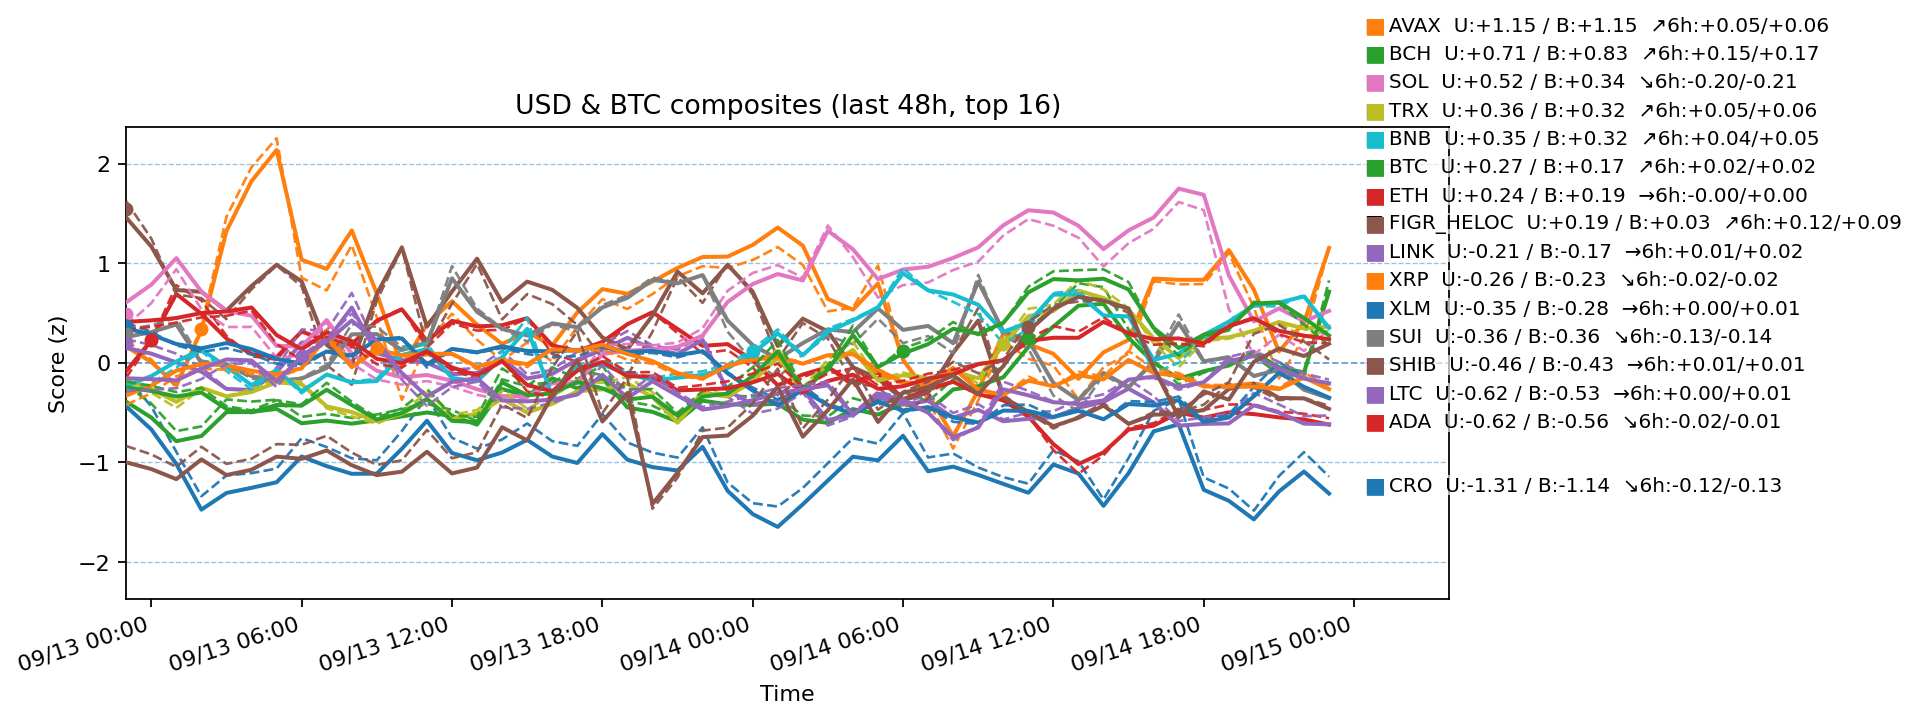 AVAX  U:+1.15 / B:+1.15  ↗6h:+0.05/+0.06
BCH  U:+0.71 / B:+0.83  ↗6h:+0.15/+0.17
SOL  U:+0.52 / B:+0.34  ↘6h:-0.20/-0.21
TRX  U:+0.36 / B:+0.32  ↗6h:+0.05/+0.06
BNB  U:+0.35 / B:+0.32  ↗6h:+0.04/+0.05
BTC  U:+0.27 / B:+0.17  ↗6h:+0.02/+0.02
ETH  U:+0.24 / B:+0.19  →6h:-0.00/+0.00
FIGR_HELOC  U:+0.19 / B:+0.03  ↗6h:+0.12/+0.09
LINK  U:-0.21 / B:-0.17  →6h:+0.01/+0.02
XRP  U:-0.26 / B:-0.23  ↘6h:-0.02/-0.02
XLM  U:-0.35 / B:-0.28  →6h:+0.00/+0.01
SUI  U:-0.36 / B:-0.36  ↘6h:-0.13/-0.14
SHIB  U:-0.46 / B:-0.43  →6h:+0.01/+0.01
LTC  U:-0.62 / B:-0.53  →6h:+0.00/+0.01
ADA  U:-0.62 / B:-0.56  ↘6h:-0.02/-0.01
CRO  U:-1.31 / B:-1.14  ↘6h:-0.12/-0.13
USD & BTC composites (last 48h, top 16)
Score (z)
2
1
0
−1
−2
09/13 00:00
09/13 06:00
09/13 12:00
09/13 18:00
09/14 00:00
09/14 06:00
09/14 12:00
09/14 18:00
09/15 00:00
Time